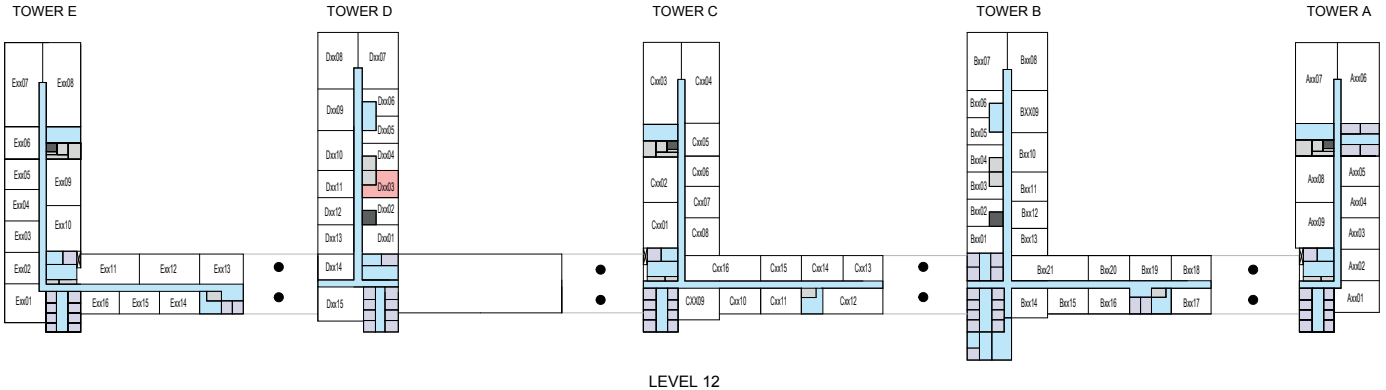 TOWER E
TOWER D
TOWER C
TOWER B
TOWER A
Exx07
Exx08
Exx06
Exx05
Exx09
Exx04
Exx03
Exx10
Exx02
Exx11
Exx12
Exx13
Exx01
Exx16
Exx15
Exx14
Dxx08
Dxx07
Dxx09
Dxx06
Dxx05
Dxx10
Dxx04
Dxx11
Dxx03
Dxx12
Dxx02
Dxx13
Dxx01
Dxx14
Dxx15
Cxx03
Cxx04
Cxx05
Cxx02
Cxx06
Cxx07
Cxx01
Cxx08
Cxx16
Cxx15
Cxx14
Cxx13
CXX09
Cxx10
Cxx11
Cxx12
Bxx07
Bxx08
Bxx06
BXX09
Bxx05
Bxx04
Bxx10
Bxx03
Bxx11
Bxx02
Bxx12
Bxx01
Bxx13
Bxx21
Bxx20
Bxx19
Bxx18
Bxx14
Bxx15
Bxx16
Bxx17
Axx07
Axx06
Axx08
Axx05
Axx04
Axx09
Axx03
Axx02
Axx01
LEVEL 12